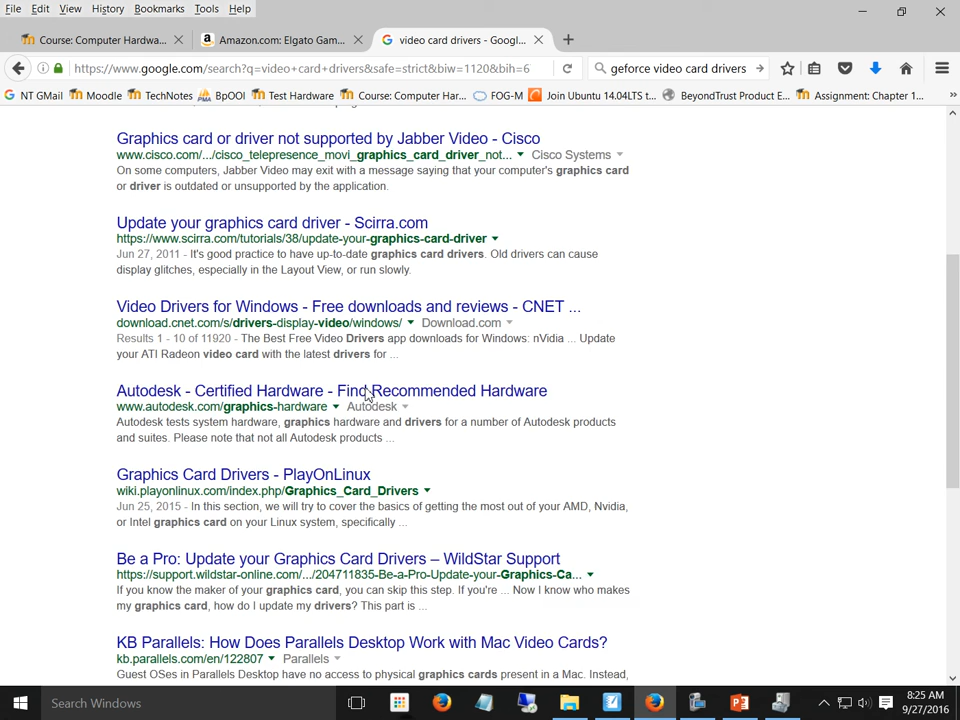 File Edit View History Bookmarks Tools Help
Course: Computer Hardwa... Amazon.com: Elgato Gam... video card drivers - Googl...
https://www.google.com/search?q=video+card+drivers&safe=strict&biw=1120&bih=6 geforce video card drivers
NT GMail Moodle TechNotes BpOOI Test Hardware Course: Computer Har... FOG-M Join Ubuntu 14.04LTS t... BeyondTrust Product E... Assignment: Chapter 1...
Graphics card or driver not supported by Jabber Video - Cisco
www.cisco.com/.../cisco_telepresence_movi_graphics_card_driver_not... Cisco Systems
On some computers, Jabber Video may exit with a message saying that your computer's graphics card
or driver is outdated or unsupported by the application.
Update your graphics card driver - Scirra.com
https://www.scirra.com/tutorials/38/update-your-graphics-card-driver
Jun 27, 2011 - It's good practice to have up-to-date graphics card drivers. Old drivers can cause
display glitches, especially in the Layout View, or run slowly.
Video Drivers for Windows - Free downloads and reviews - CNET ...
download.cnet.com/s/drivers-display-video/windows/ Download.com
Results 1 - 10 of 11920 - The Best Free Video Drivers app downloads for Windows: nVidia ... Update
your ATI Radeon video card with the latest drivers for ...
Autodesk - Certified Hardware - Find Recommended Hardware
www.autodesk.com/graphics-hardware Autodesk
Autodesk tests system hardware, graphics hardware and drivers for a number of Autodesk products
and suites. Please note that not all Autodesk products ...
Graphics Card Drivers - PlayOnLinux
wiki.playonlinux.com/index.php/Graphics_Card_Drivers
Jun 25, 2015 - In this section, we will try to cover the basics of getting the most out of your AMD, Nvidia,
or Intel graphics card on your Linux system, specifically ...
Be a Pro: Update your Graphics Card Drivers – WildStar Support
https://support.wildstar-online.com/.../204711835-Be-a-Pro-Update-your-Graphics-Ca...
If you know the maker of your graphics card, you can skip this step. If you're ... Now I know who makes
my graphics card, how do I update my drivers? This part is ...
KB Parallels: How Does Parallels Desktop Work with Mac Video Cards?
kb.parallels.com/en/122807 Parallels
Guest OSes in Parallels Desktop have no access to physical graphics cards present in a Mac. Instead,
Search Windows
8:25 AM
9/27/2016